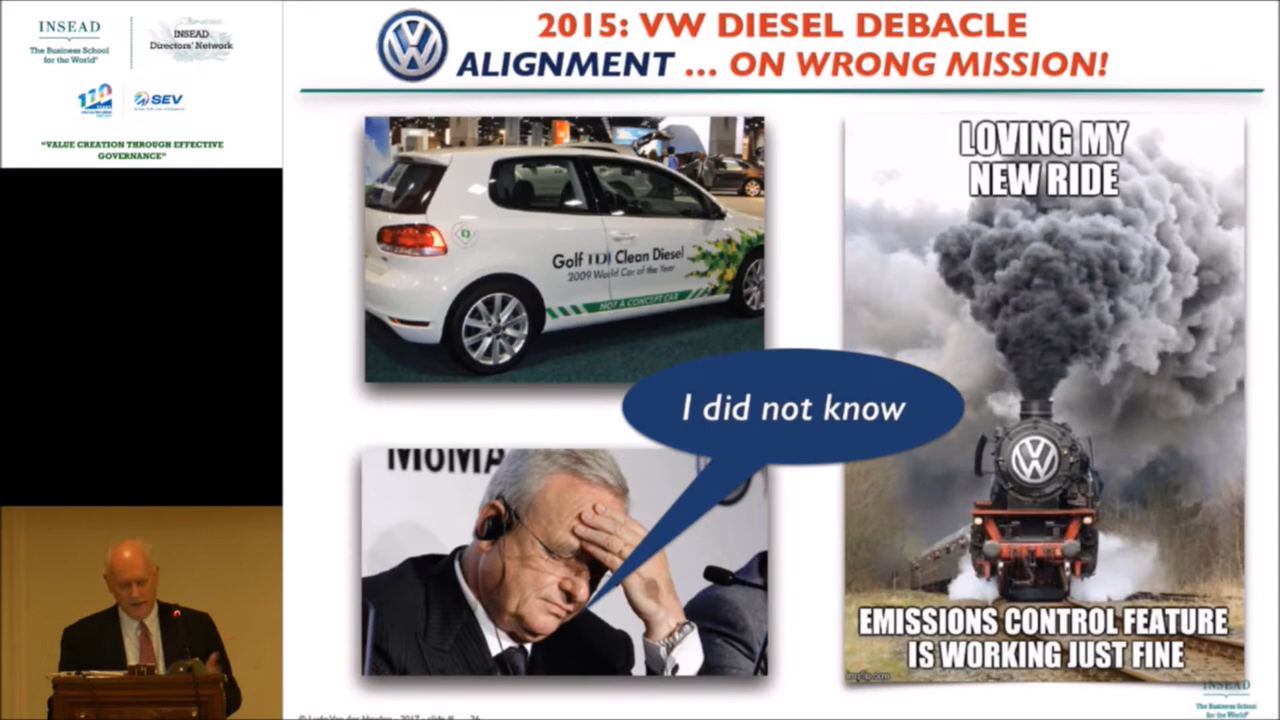 INSEAD
The Business School
for the World®
INSEAD
Directors' Network
110
SEV
"VALUE CREATION THROUGH EFFECTIVE
GOVERNANCE"
2015: VW DIESEL DEBACLE
ALIGNMENT ... ON WRONG MISSION!
Golf TDI Clean Diesel
2009 World Car of the Year
NOT A CONCEPT CAR
I did not know
MoMA
LOVING MY
NEW RIDE
EMISSIONS CONTROL FEATURE
IS WORKING JUST FINE
imgflip.com
INSEAD
The Business School
for the World®